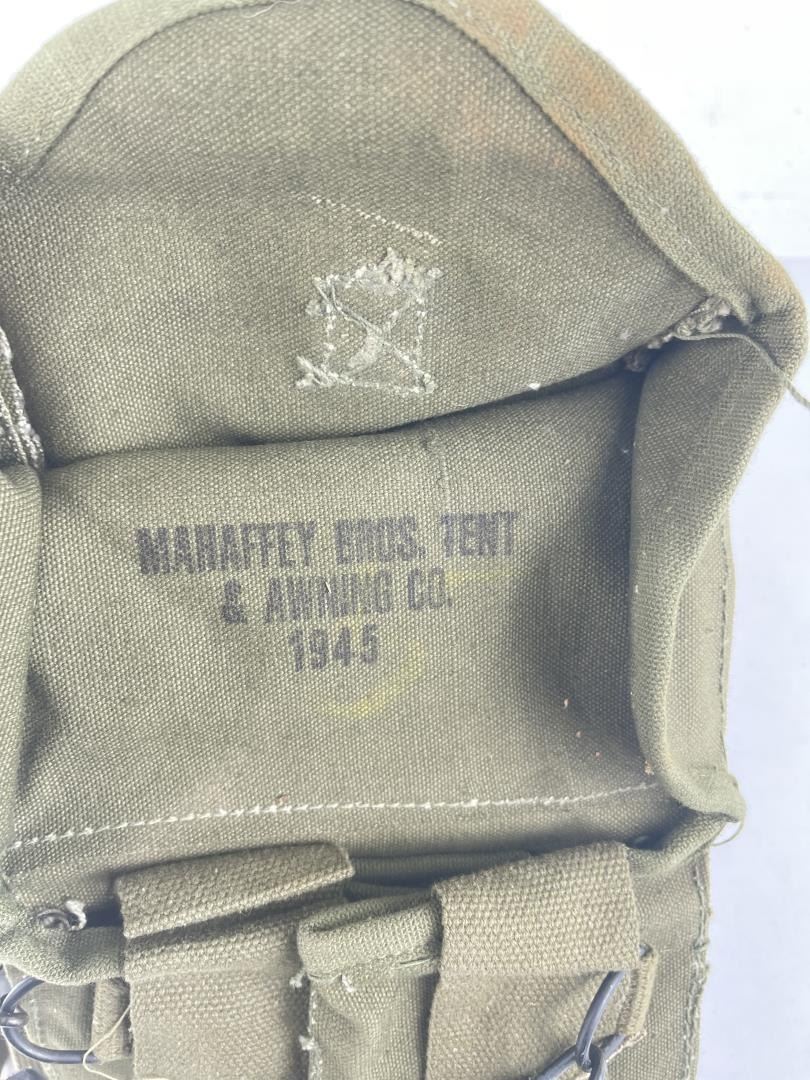 MAHAFFEY BROS. TENT
& AWNING CO.
1945